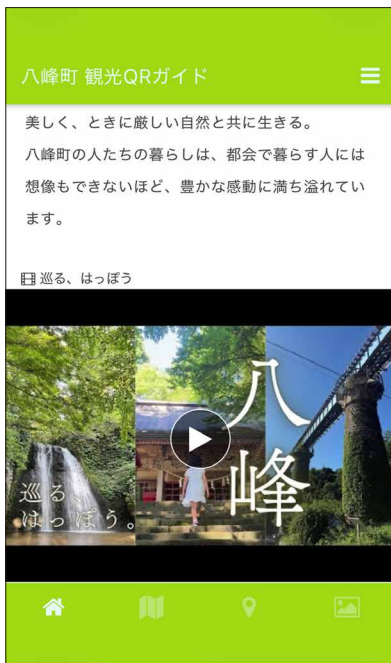 八峰町 観光QRガイド
美しく、ときに厳しい自然と共に生きる。
八峰町の人たちの暮らしは、都会で暮らす人には
想像もできないほど、豊かな感動に満ち溢れてい
ます。
巡る、はっぽう
八峰
巡る、
はっぽう。